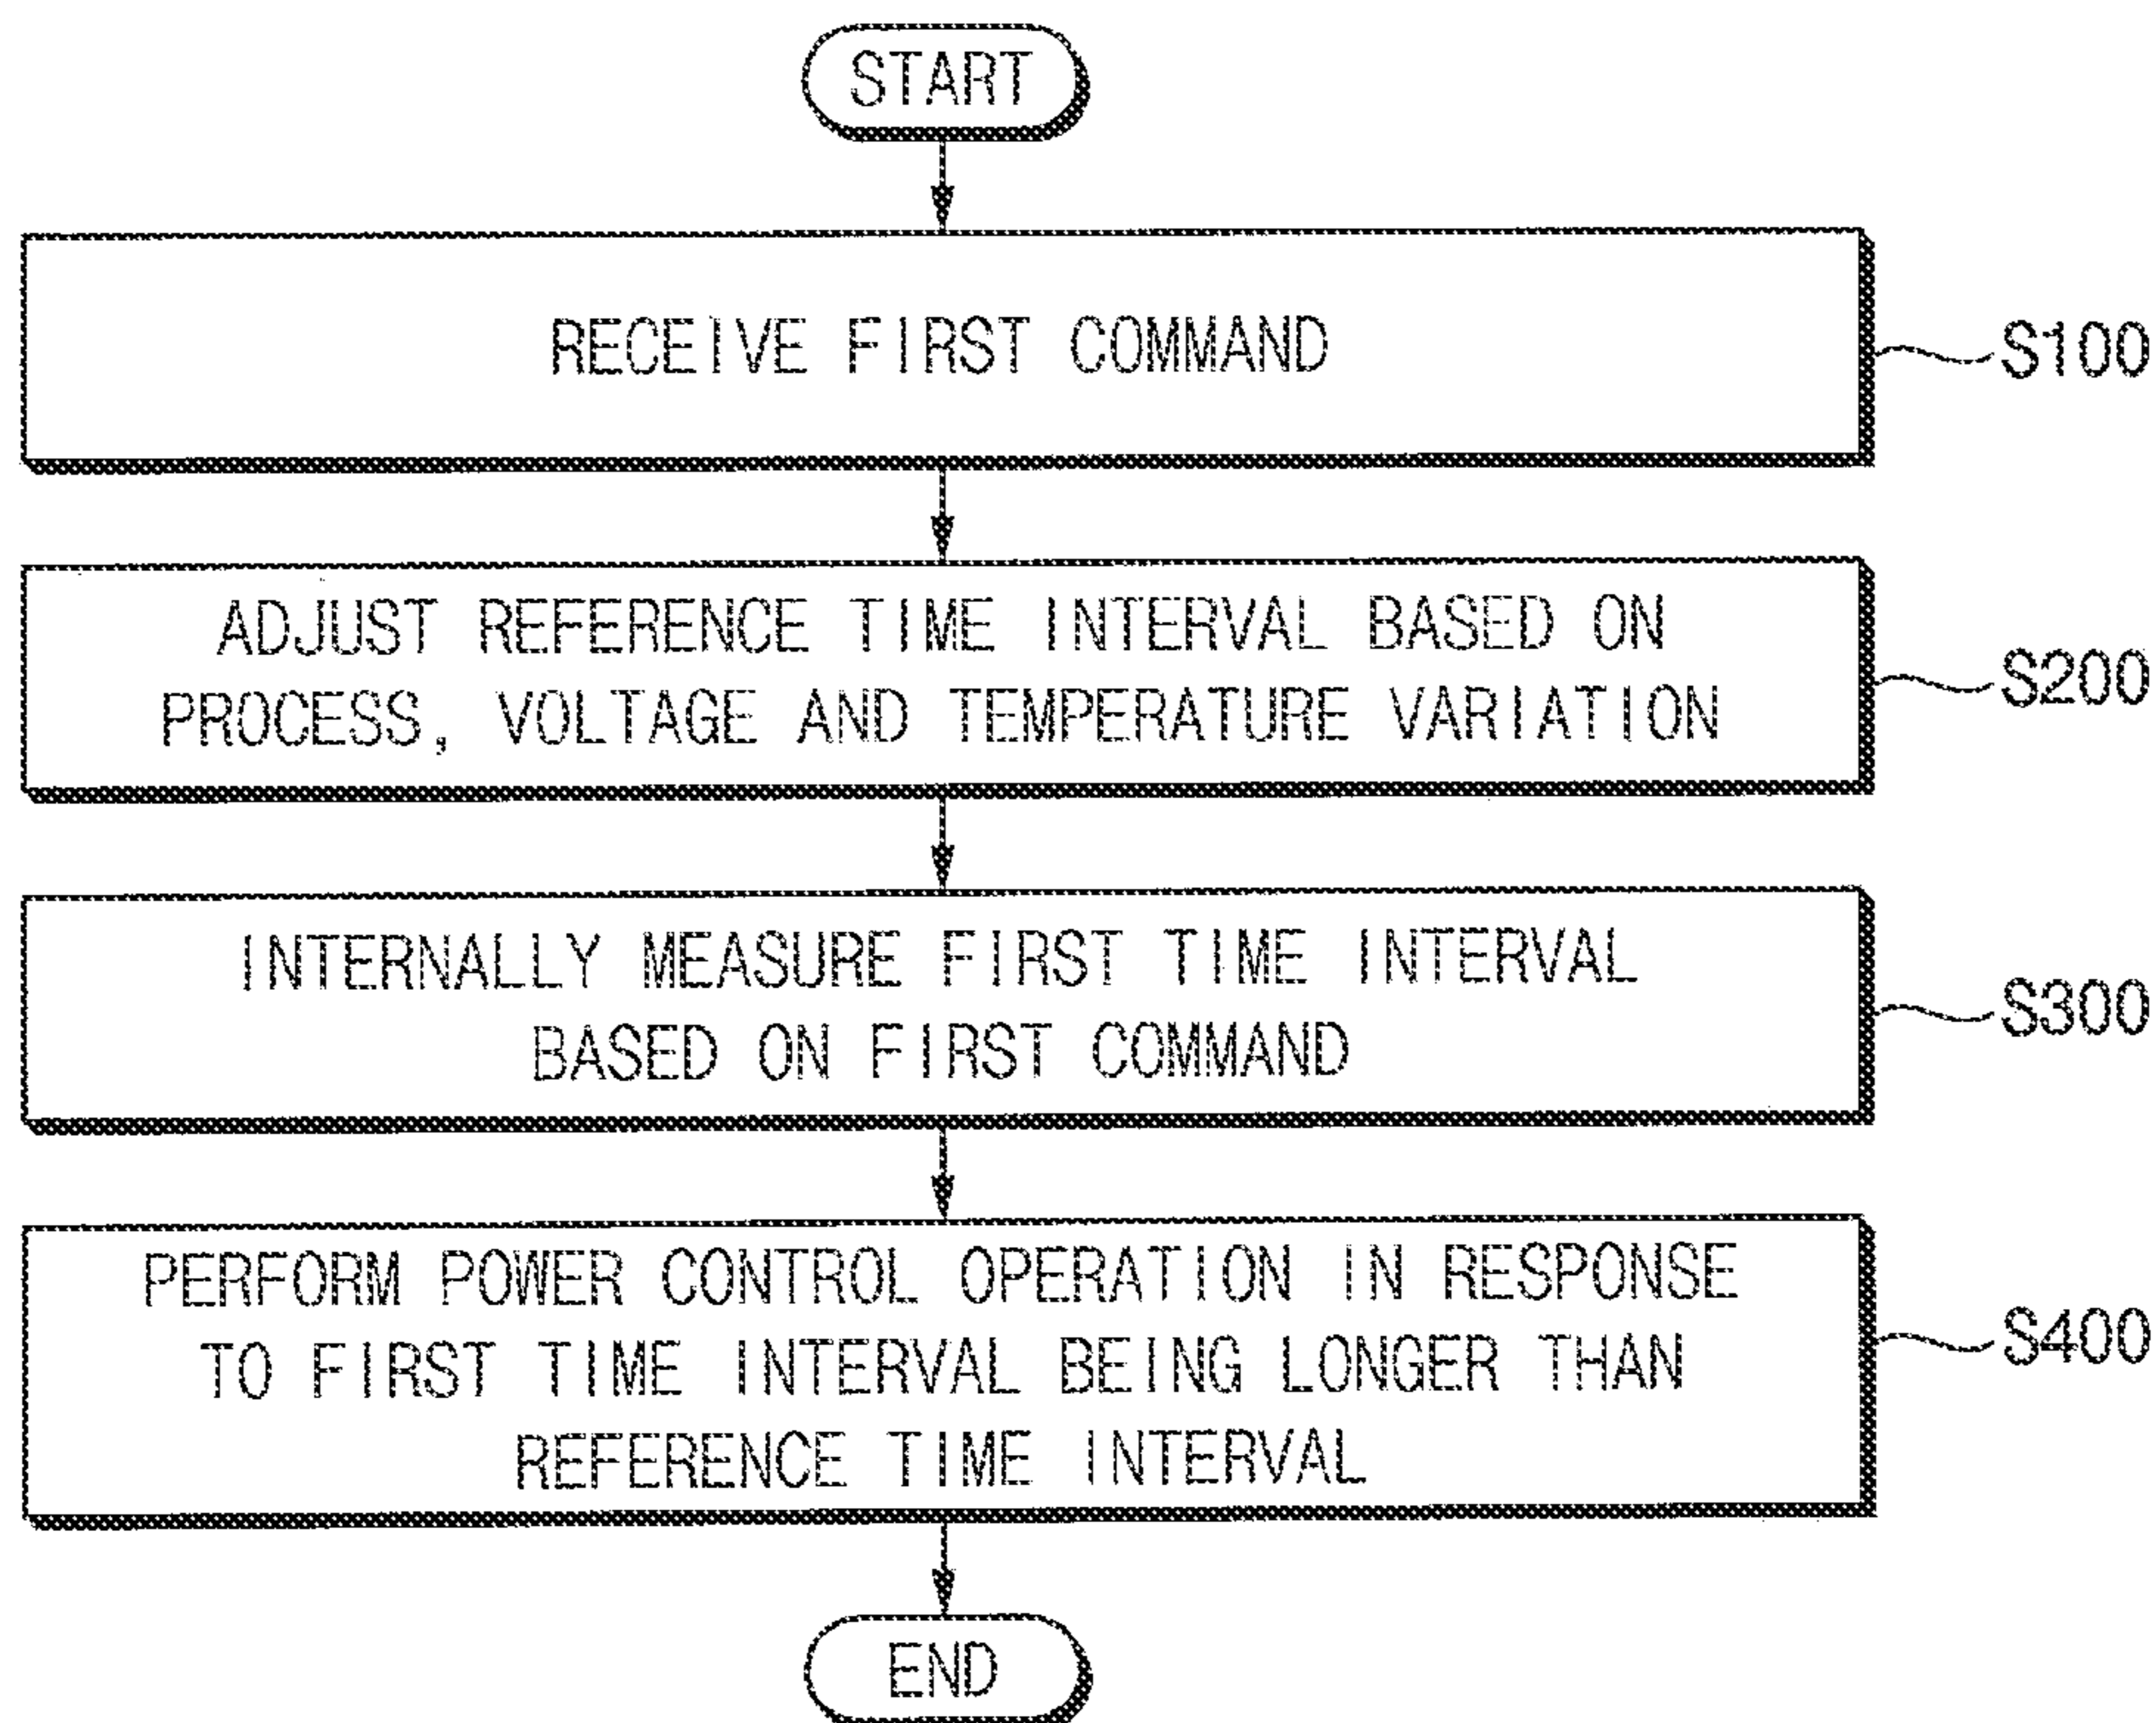 START
RECEIVE FIRST COMMAND
S100
ADJUST REFERENCE TIME INTERVAL BASED ON
PROCESS, VOLTAGE AND TEMPERATURE VARIATION
S200
INTERNALLY MEASURE FIRST TIME INTERVAL
BASED ON FIRST COMMAND
S300
PERFORM POWER CONTROL OPERATION IN RESPONSE
TO FIRST TIME INTERVAL BEING LONGER THAN
REFERENCE TIME INTERVAL
S400
END